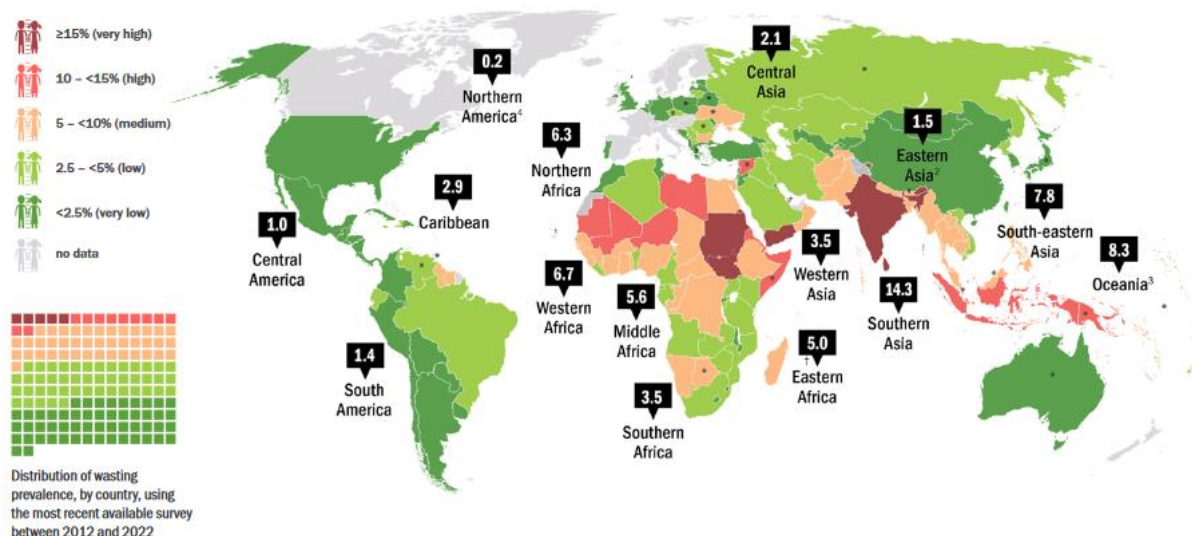 ≥15% (very high)
10 – <15% (high)
5 – <10% (medium)
2.5 – <5% (low)
<2.5% (very low)
no data
0.2
Northern
America⁴
2.1
Central
Asia
6.3
Northern
Africa
1.5
Eastern
Asia²
2.9
Caribbean
1.0
Central
America
7.8
South-eastern
Asia
3.5
Western
Asia
8.3
Oceania³
6.7
Western
Africa
5.6
Middle
Africa
14.3
Southern
Asia
1.4
South
America
5.0
†
Eastern
Africa
3.5
Southern
Africa
Distribution of wasting
prevalence, by country, using
the most recent available survey
between 2012 and 2022